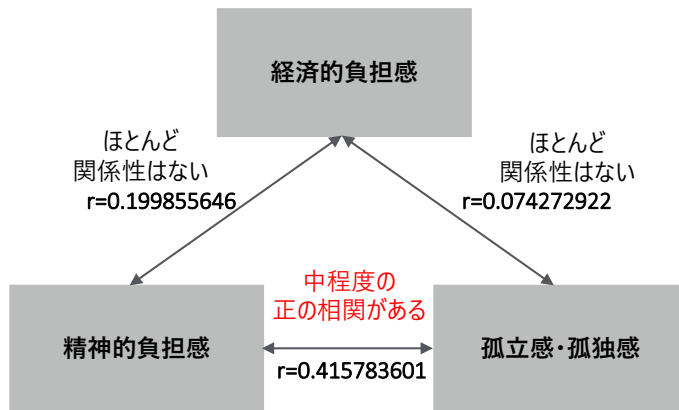 経済的負担感
ほとんど
関係性はない
r=0.199855646
ほとんど
関係性はない
r=0.074272922
中程度の
正の相関がある
精神的負担感
孤立感・孤独感
r=0.415783601